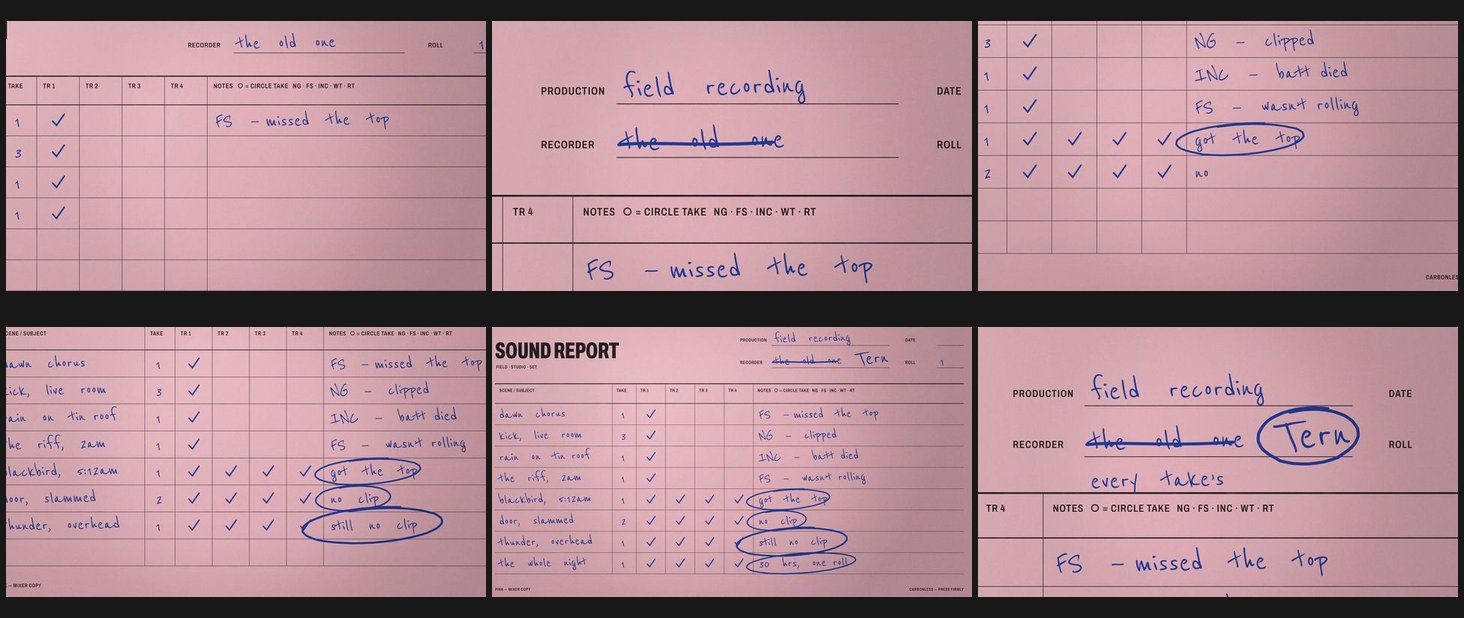 RECORDER the old one ROLL 1
TAKE TR 1 TR 2 TR 3 TR 4 NOTES O = CIRCLE TAKE NG · FS · INC · WT · RT
1 ✓ FS – missed the top
3 ✓
1 ✓
1 ✓
PRODUCTION field recording DATE
RECORDER the old one ROLL
TR 4 NOTES O = CIRCLE TAKE NG · FS · INC · WT · RT
FS – missed the top
3 ✓ NG – clipped
1 ✓ INC – batt died
1 ✓ FS – wasn't rolling
1 ✓ ✓ ✓ ✓ got the top
2 ✓ ✓ ✓ ✓ no
SCENE / SUBJECT TAKE TR 1 TR 2 TR 3 TR 4 NOTES O = CIRCLE TAKE NG · FS · INC · WT · RT
dawn chorus 1 ✓ FS – missed the top
kick, live room 3 ✓ NG – clipped
rain on tin roof 1 ✓ INC – batt died
the riff, 2am 1 ✓ FS – wasn't rolling
blackbird, 5:12am 1 ✓ ✓ ✓ ✓ got the top
door, slammed 2 ✓ ✓ ✓ ✓ no clip
thunder, overhead 1 ✓ ✓ ✓ ✓ still no clip
— MIXER COPY
SOUND REPORT
FIELD · STUDIO · SET
PRODUCTION field recording DATE
RECORDER the old one Tern ROLL 1
SCENE / SUBJECT TAKE TR 1 TR 2 TR 3 TR 4 NOTES O = CIRCLE TAKE NG · FS · INC · WT · RT
dawn chorus 1 ✓ FS – missed the top
kick, live room 3 ✓ NG – clipped
rain on tin roof 1 ✓ INC – batt died
the riff, 2am 1 ✓ FS – wasn't rolling
blackbird, 5:12am 1 ✓ ✓ ✓ ✓ got the top
door, slammed 2 ✓ ✓ ✓ ✓ no clip
thunder, overhead 1 ✓ ✓ ✓ ✓ still no clip
the whole night 1 ✓ ✓ ✓ ✓ 30 hrs, one roll
PINK — MIXER COPY CARBONLESS — PRESS FIRMLY
PRODUCTION field recording DATE
RECORDER the old one Tern ROLL
every take's
TR 4 NOTES O = CIRCLE TAKE NG · FS · INC · WT · RT
FS – missed the top